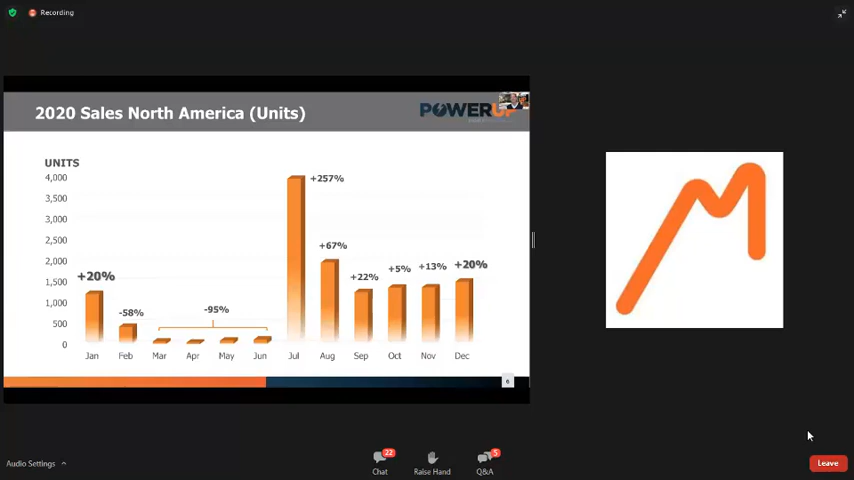 Recording
2020 Sales North America (Units)
POWERUP
UNITS
4,000
3,500
3,000
2,500
2,000
1,500
1,000
500
0
+20%
-58%
-95%
+257%
+67%
+22%
+5%
+13%
+20%
Jan Feb Mar Apr May Jun Jul Aug Sep Oct Nov Dec
6
Audio Settings
22
Chat
Raise Hand
5
Q&A
Leave